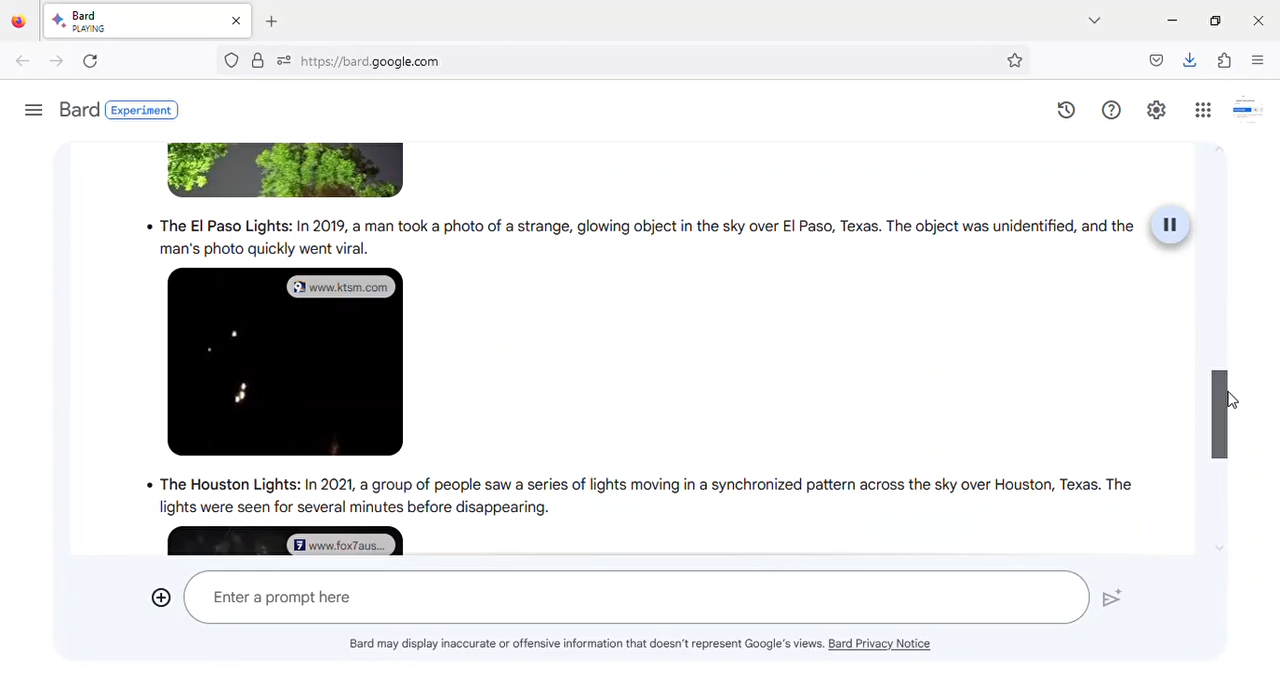 Bard
PLAYING
https://bard.google.com
Bard Experiment
• The El Paso Lights: In 2019, a man took a photo of a strange, glowing object in the sky over El Paso, Texas. The object was unidentified, and the
man's photo quickly went viral.
www.ktsm.com
• The Houston Lights: In 2021, a group of people saw a series of lights moving in a synchronized pattern across the sky over Houston, Texas. The
lights were seen for several minutes before disappearing.
www.fox7aus...
Enter a prompt here
Bard may display inaccurate or offensive information that doesn't represent Google's views. Bard Privacy Notice